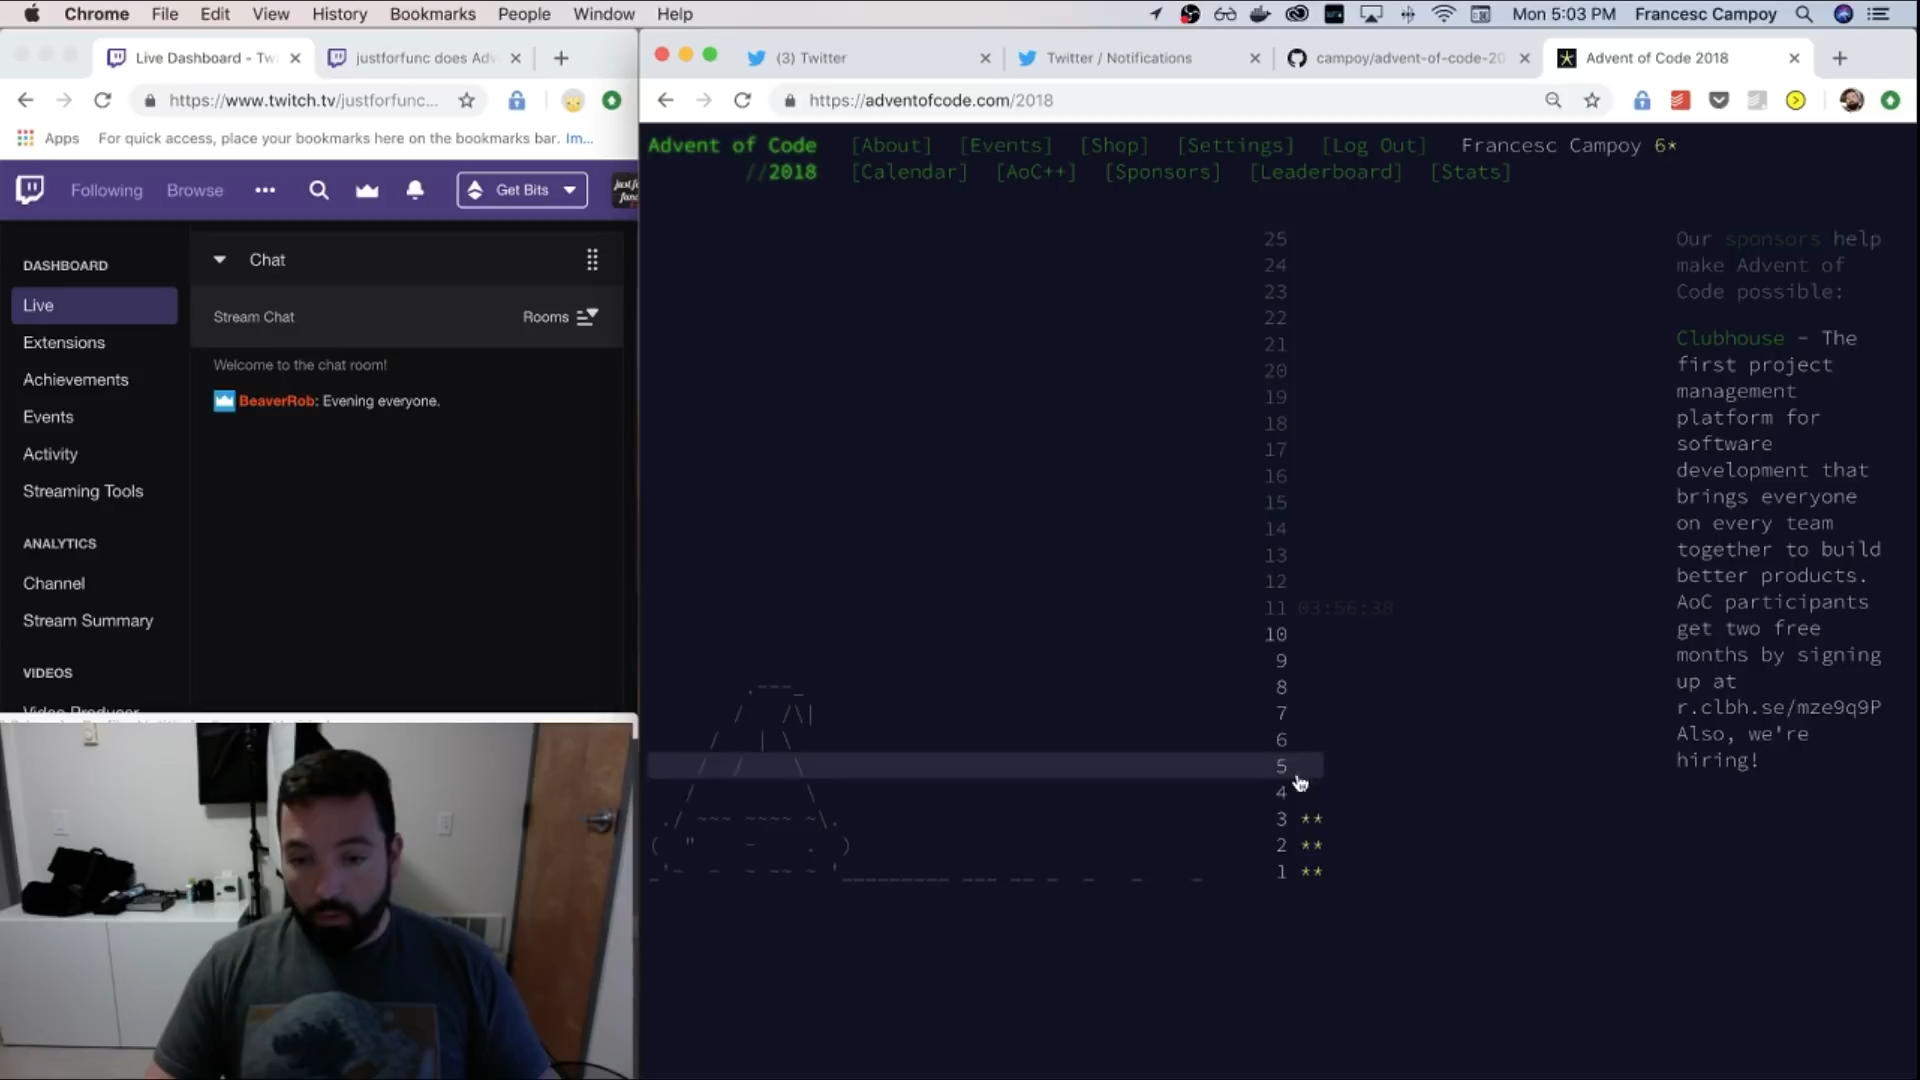 Chrome File Edit View History Bookmarks People Window Help Mon 5:03 PM Francesc Campoy
Live Dashboard - Tw
justforfunc does Adv
https://www.twitch.tv/justforfunc...
Apps For quick access, place your bookmarks here on the bookmarks bar. Im...
Following Browse ••• Get Bits
DASHBOARD
Live
Extensions
Achievements
Events
Activity
Streaming Tools
ANALYTICS
Channel
Stream Summary
VIDEOS
Video Producer
Chat
Stream Chat Rooms
Welcome to the chat room!
BeaverRob: Evening everyone.
(3) Twitter
Twitter / Notifications
campoy/advent-of-code-20
Advent of Code 2018
https://adventofcode.com/2018
Advent of Code [About] [Events] [Shop] [Settings] [Log Out] Francesc Campoy 6*
//2018 [Calendar] [AoC++] [Sponsors] [Leaderboard] [Stats]
25
24
23
22
21
20
19
18
17
16
15
14
13
12
11 03:56:38
10
9
8
7
6
5
4
3 **
2 **
1 **
Our sponsors help
make Advent of
Code possible:
Clubhouse - The
first project
management
platform for
software
development that
brings everyone
on every team
together to build
better products.
AoC participants
get two free
months by signing
up at
r.clbh.se/mze9q9P
Also, we're
hiring!